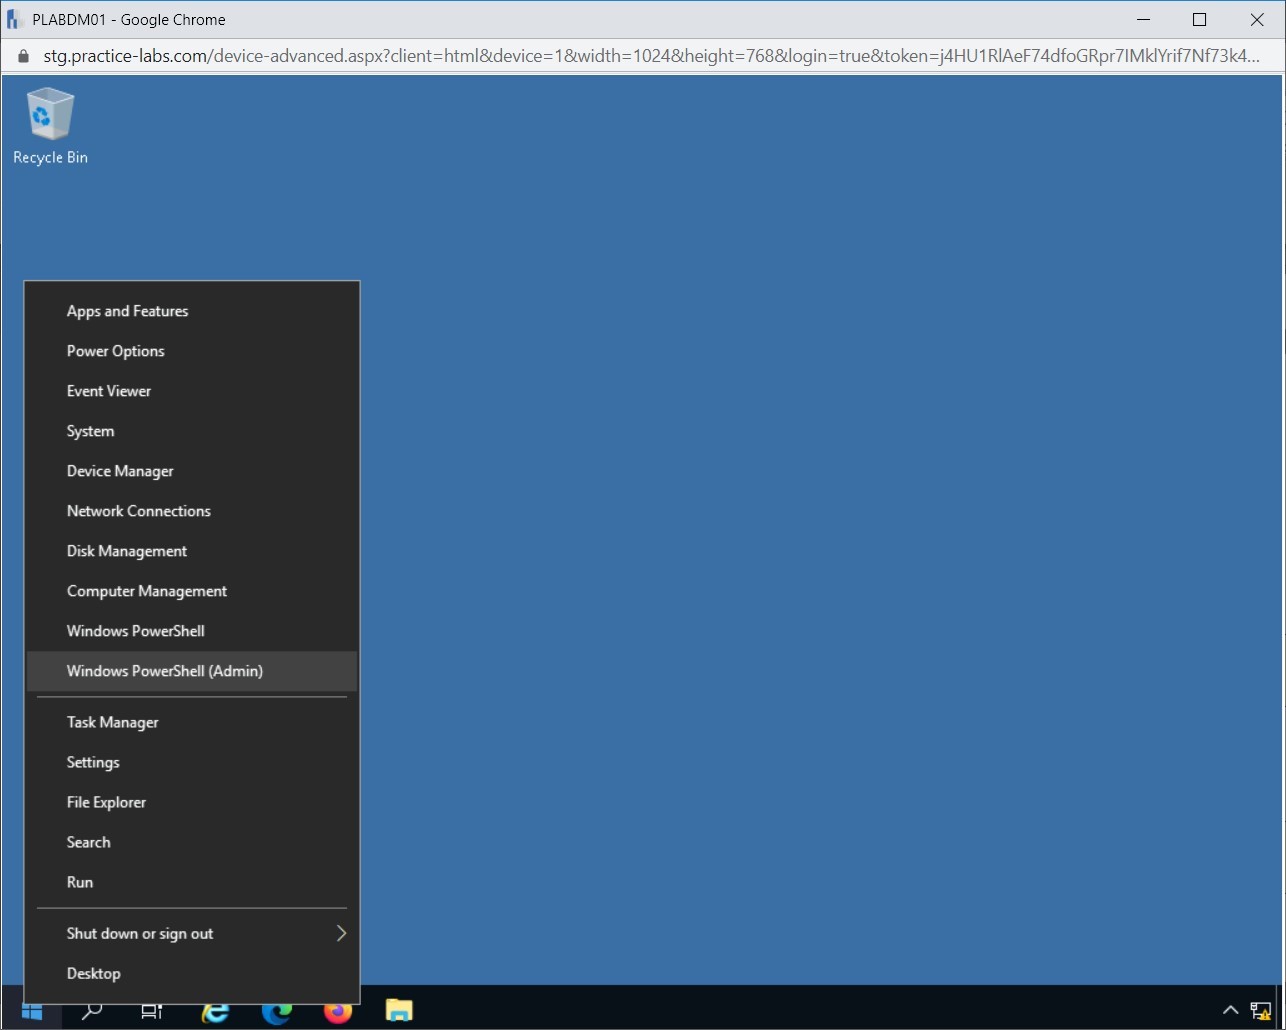 PLABDM01 - Google Chrome
stg.practice-labs.com/device-advanced.aspx?client=html&device=1&width=1024&height=768&login=true&token=j4HU1RlAeF74dfoGRpr7IMklYrif7Nf73k4...
Recycle Bin
Apps and Features
Power Options
Event Viewer
System
Device Manager
Network Connections
Disk Management
Computer Management
Windows PowerShell
Windows PowerShell (Admin)
Task Manager
Settings
File Explorer
Search
Run
Shut down or sign out
Desktop